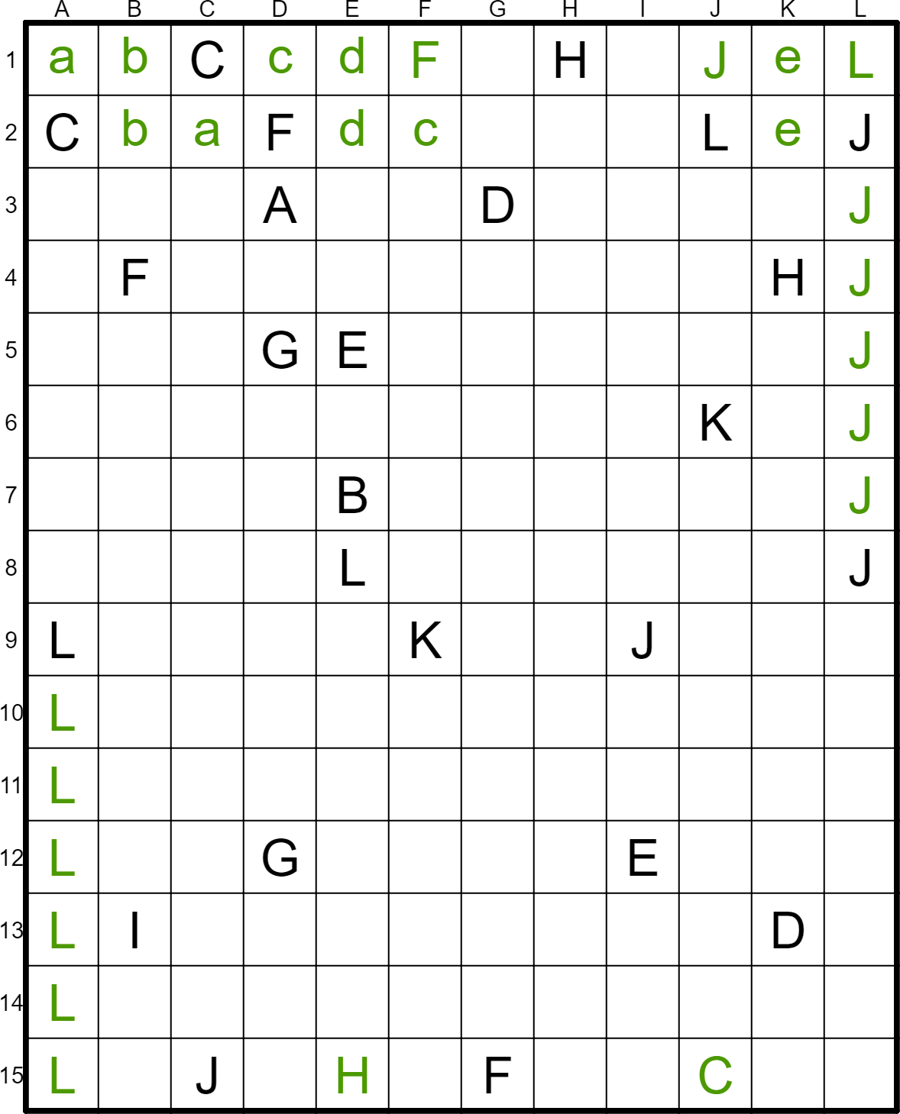 A B C D E F G H I J K L
1 a b C c d F H J e L
2 C b a F d c L e J
3 A D J
4 F H J
5 G E J
6 K J
7 B J
8 L J
9 L K J
10 L
11 L
12 L G E
13 L I D
14 L
15 L J H F C